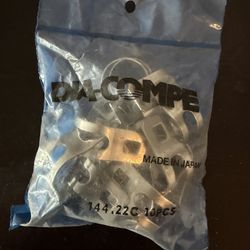 DIA-COMPE
MADE IN JAPAN
144.22C 10PCS